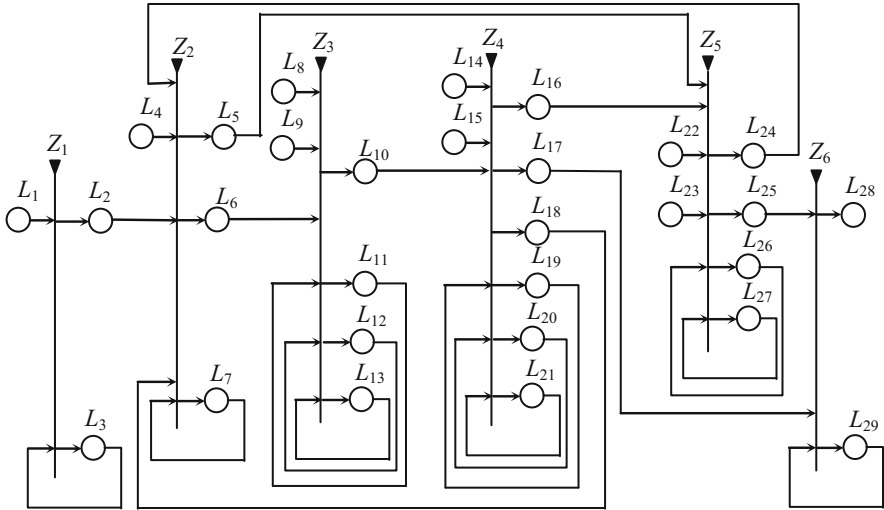 Z₁
L₁
L₂
L₃
Z₂
L₄
L₅
L₆
L₇
Z₃
L₈
L₉
L₁₀
L₁₁
L₁₂
L₁₃
Z₄
L₁₄
L₁₅
L₁₆
L₁₇
L₁₈
L₁₉
L₂₀
L₂₁
Z₅
L₂₂
L₂₃
L₂₄
L₂₅
L₂₆
L₂₇
Z₆
L₂₈
L₂₉